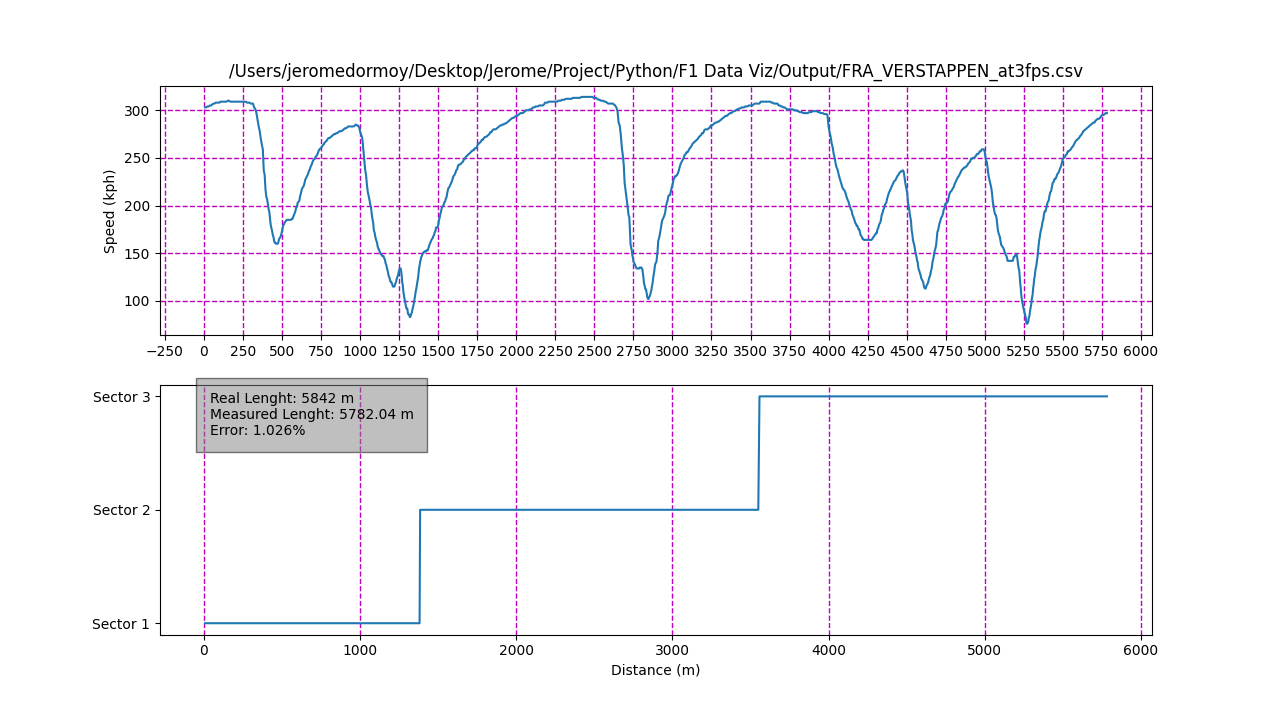 /Users/jeromedormoy/Desktop/Jerome/Project/Python/F1 Data Viz/Output/FRA_VERSTAPPEN_at3fps.csv
300
250
200
150
100
Speed (kph)
−250 0 250 500 750 1000 1250 1500 1750 2000 2250 2500 2750 3000 3250 3500 3750 4000 4250 4500 4750 5000 5250 5500 5750 6000
Sector 3
Sector 2
Sector 1
Real Lenght: 5842 m
Measured Lenght: 5782.04 m
Error: 1.026%
0 1000 2000 3000 4000 5000 6000
Distance (m)